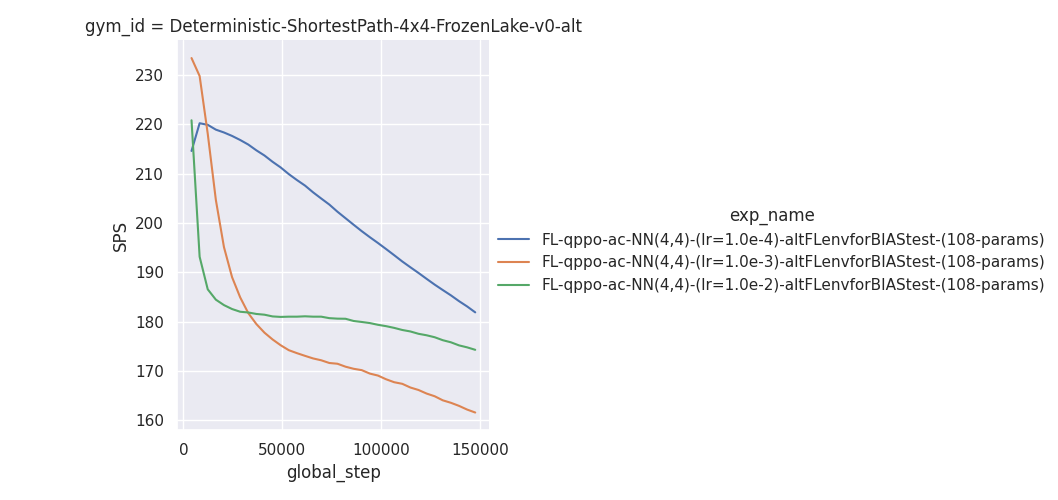 gym_id = Deterministic-ShortestPath-4x4-FrozenLake-v0-alt
230
220
210
200
190
180
170
160
SPS
0
50000
100000
150000
global_step
exp_name
FL-qppo-ac-NN(4,4)-(lr=1.0e-4)-altFLenvforBIAStest-(108-params)
FL-qppo-ac-NN(4,4)-(lr=1.0e-3)-altFLenvforBIAStest-(108-params)
FL-qppo-ac-NN(4,4)-(lr=1.0e-2)-altFLenvforBIAStest-(108-params)